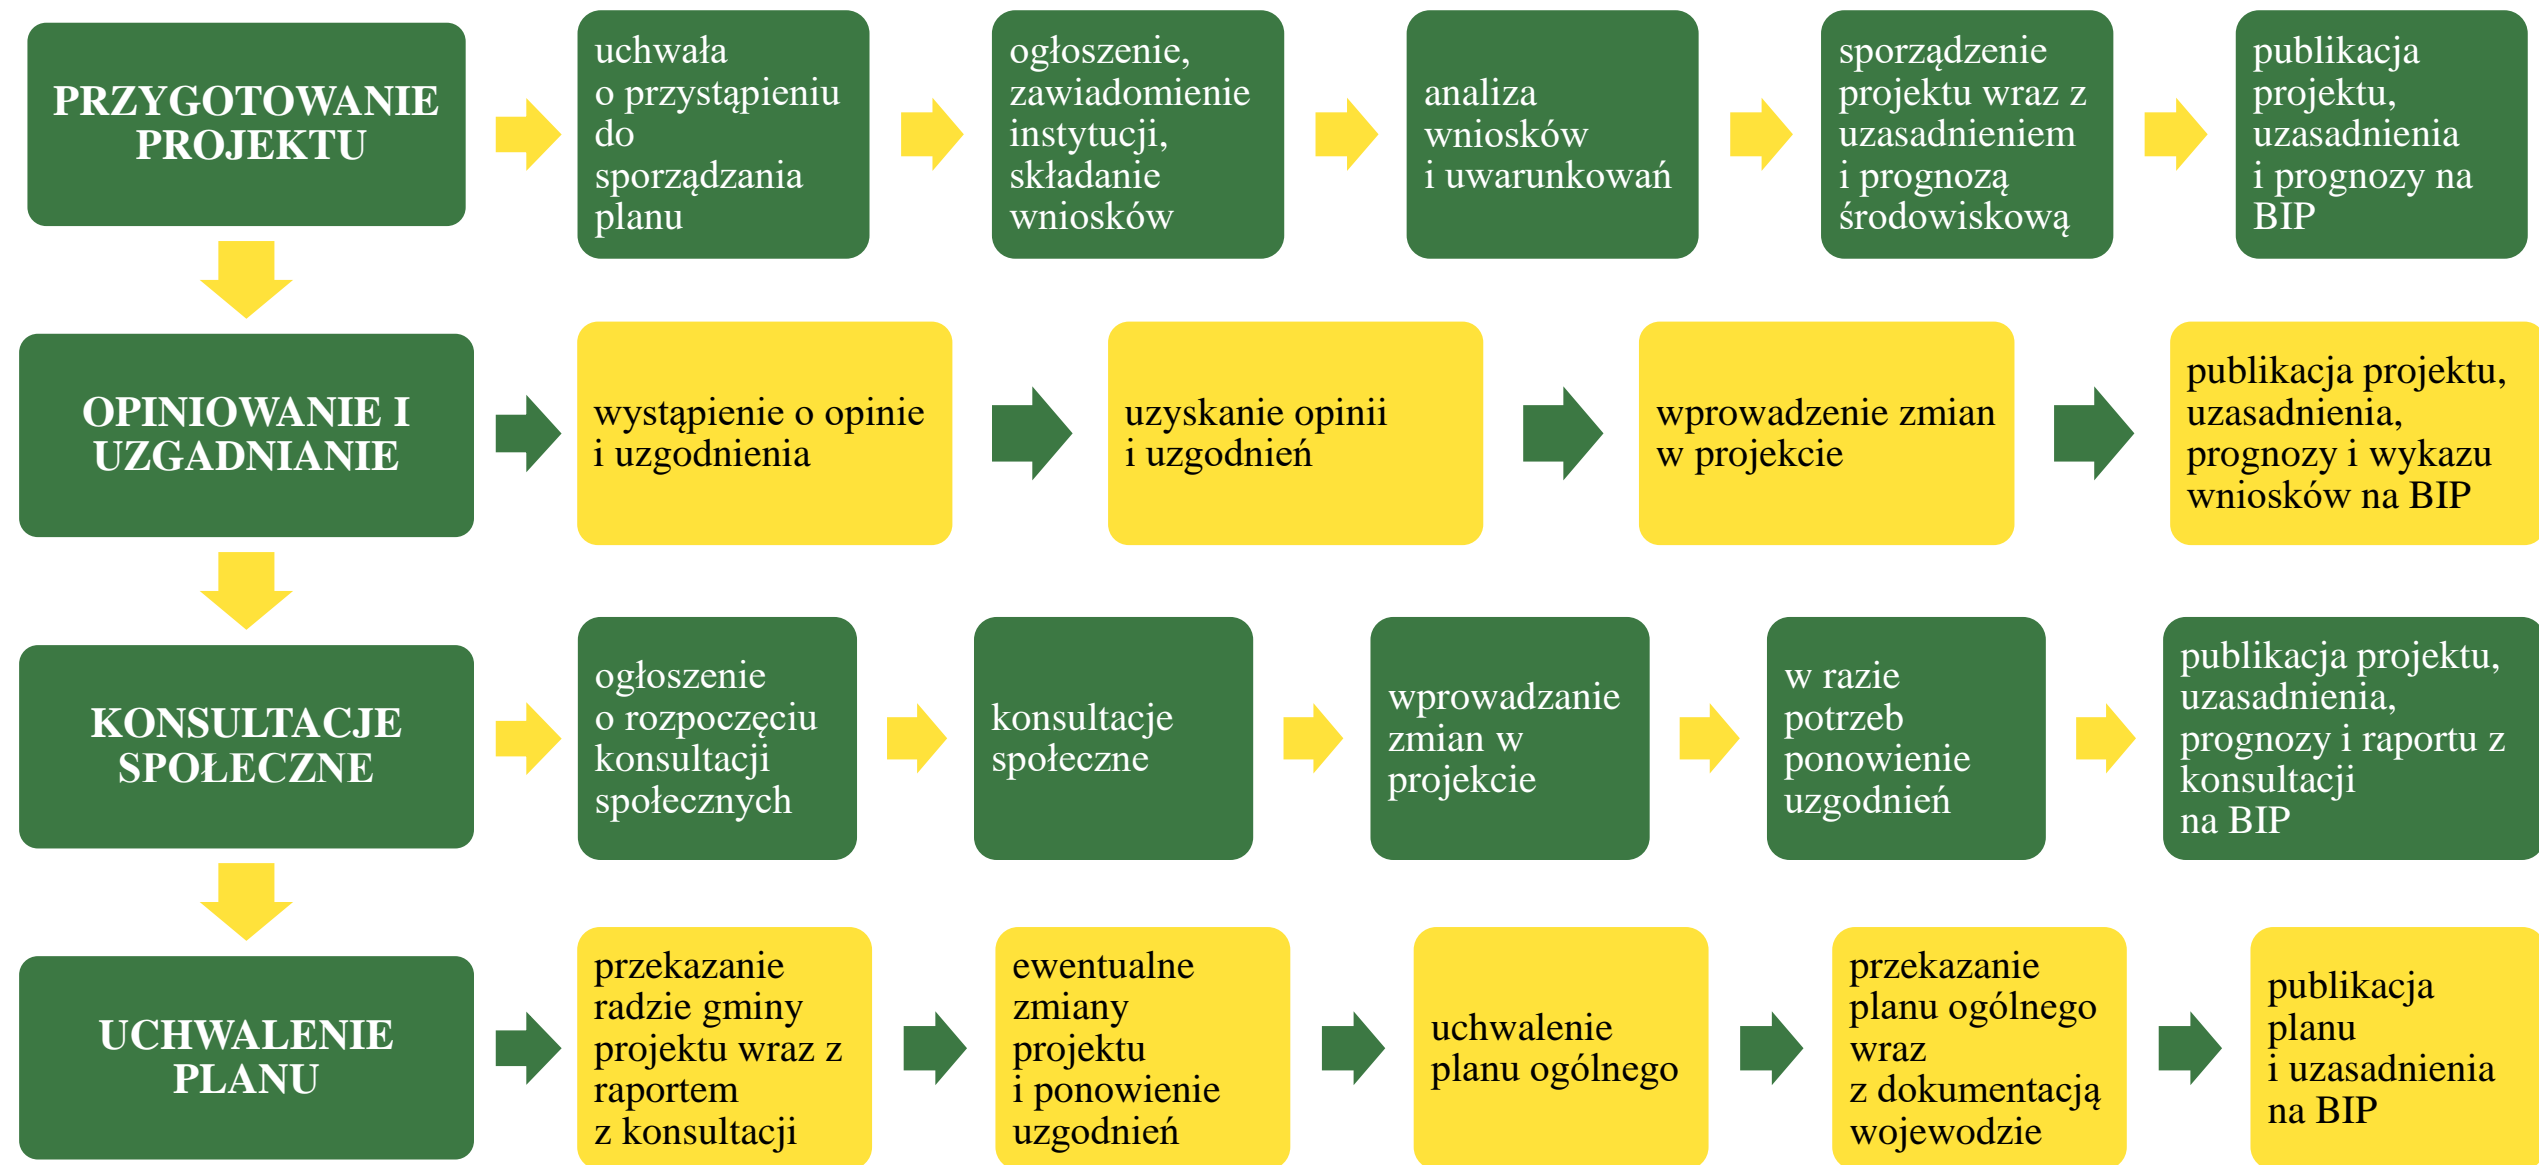 PRZYGOTOWANIE
PROJEKTU
uchwała
o przystąpieniu
do
sporządzania
planu
ogłoszenie,
zawiadomienie
instytucji,
składanie
wniosków
analiza
wniosków
i uwarunkowań
sporządzenie
projektu wraz z
uzasadnieniem
i prognozą
środowiskową
publikacja
projektu,
uzasadnienia
i prognozy na
BIP
OPINIOWANIE I
UZGADNIANIE
wystąpienie o opinie
i uzgodnienia
uzyskanie opinii
i uzgodnień
wprowadzenie zmian
w projekcie
publikacja projektu,
uzasadnienia,
prognozy i wykazu
wniosków na BIP
KONSULTACJE
SPOŁECZNE
ogłoszenie
o rozpoczęciu
konsultacji
społecznych
konsultacje
społeczne
wprowadzanie
zmian w
projekcie
w razie
potrzeb
ponowienie
uzgodnień
publikacja projektu,
uzasadnienia,
prognozy i raportu z
konsultacji
na BIP
UCHWALENIE
PLANU
przekazanie
radzie gminy
projektu wraz z
raportem
z konsultacji
ewentualne
zmiany
projektu
i ponowienie
uzgodnień
uchwalenie
planu ogólnego
przekazanie
planu ogólnego
wraz
z dokumentacją
wojewodzie
publikacja
planu
i uzasadnienia
na BIP